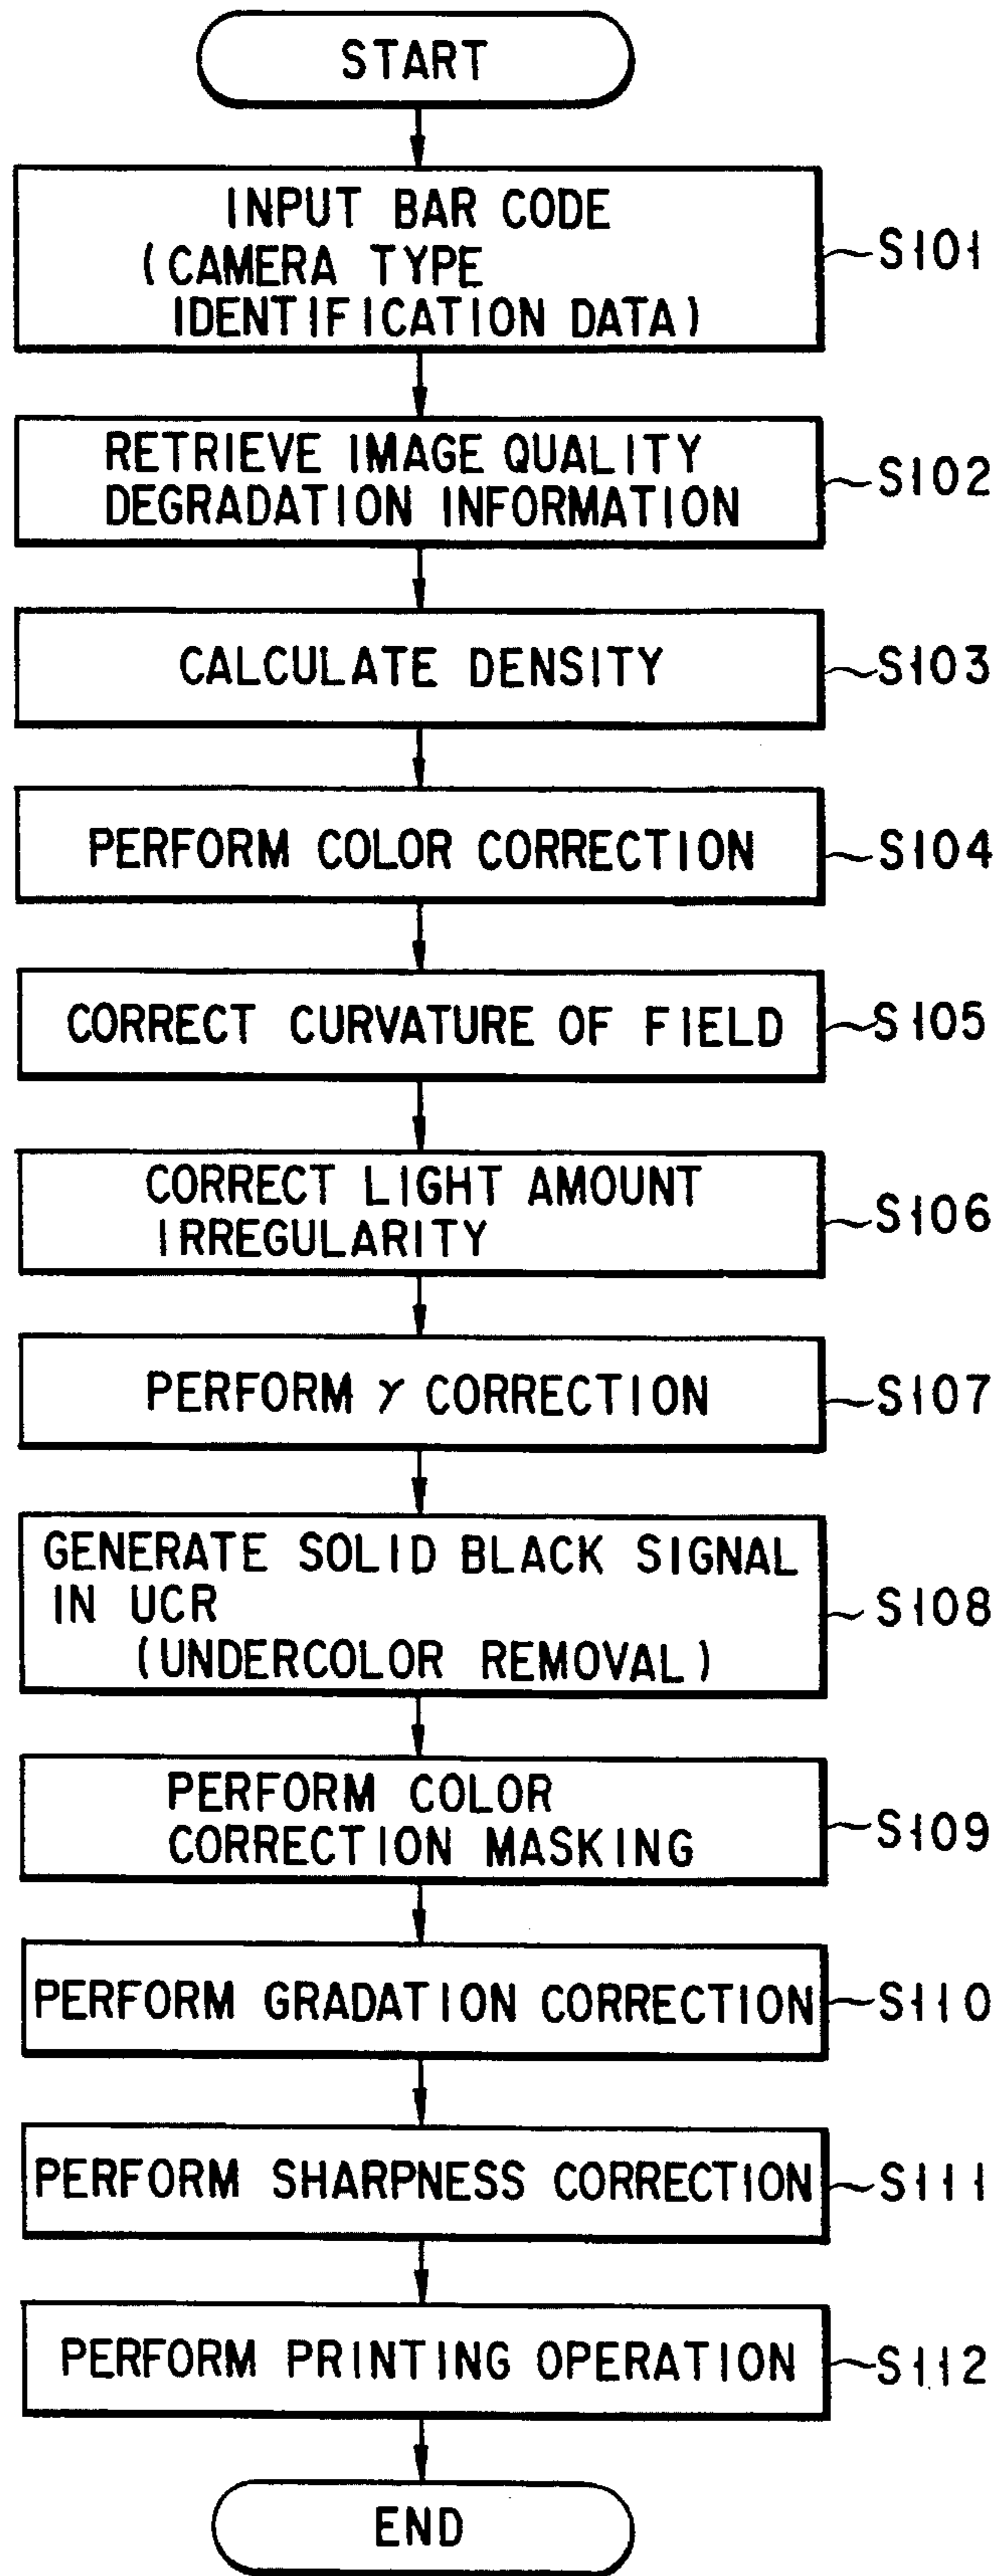 START
INPUT BAR CODE
(CAMERA TYPE
IDENTIFICATION DATA)
S101
RETRIEVE IMAGE QUALITY
DEGRADATION INFORMATION
S102
CALCULATE DENSITY
S103
PERFORM COLOR CORRECTION
S104
CORRECT CURVATURE OF FIELD
S105
CORRECT LIGHT AMOUNT
IRREGULARITY
S106
PERFORM γ CORRECTION
S107
GENERATE SOLID BLACK SIGNAL
IN UCR
(UNDERCOLOR REMOVAL)
S108
PERFORM COLOR
CORRECTION MASKING
S109
PERFORM GRADATION CORRECTION
S110
PERFORM SHARPNESS CORRECTION
S111
PERFORM PRINTING OPERATION
S112
END